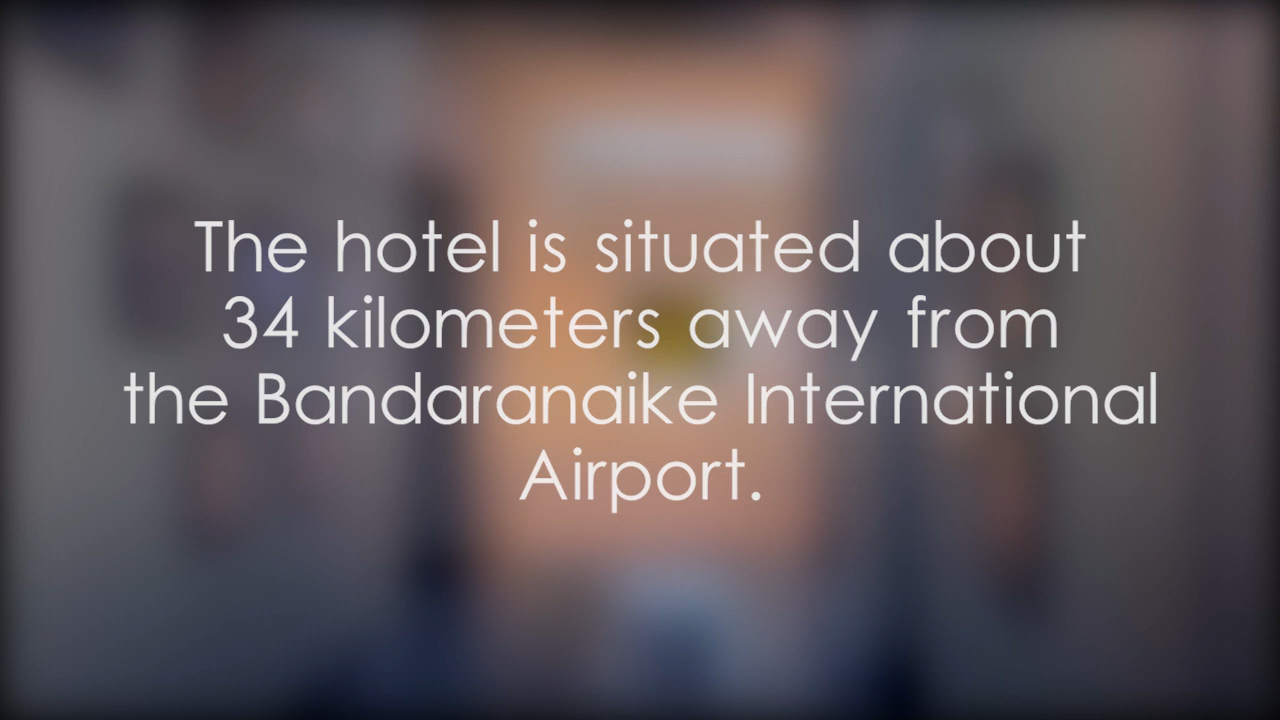 The hotel is situated about
34 kilometers away from
the Bandaranaike International
Airport.